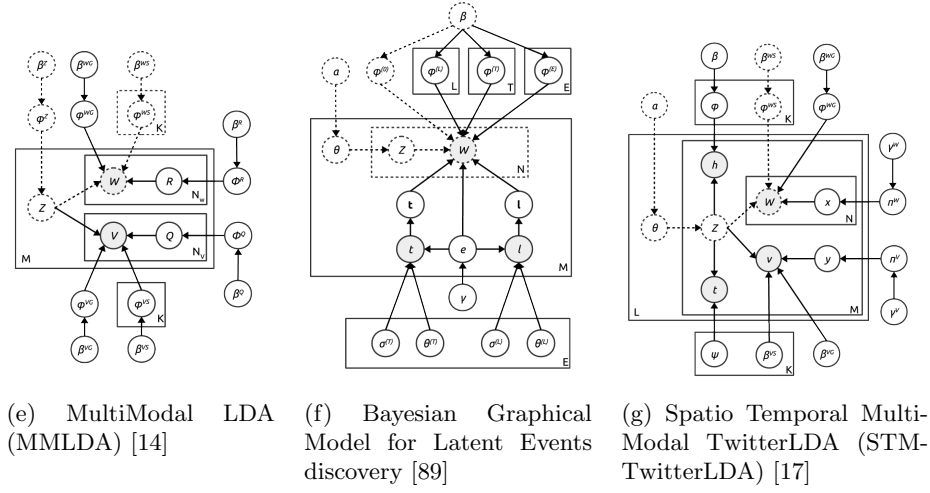 β^Z β^WG β^WS
φ^Z φ^WG φ^WS K
β^R
W R Φ^R
N_w
Z
V Q Φ^Q
M N_V
φ^VG φ^VS K β^Q
β^VG β^VS
β
α φ^(0) φ^(L) φ^(T) φ^(E)
L T E
θ Z W
N
t l
t e l
M
γ
σ^(T) θ^(T) σ^(L) θ^(L)
E
β β^WS β^WG
α φ φ^WS φ^WG
K
h γ^W
W x n^W
N
θ Z
v y n^V
t
L M γ^V
ψ β^VS β^VG
K
(e) MultiModal LDA
(MMLDA) [14]
(f) Bayesian Graphical
Model for Latent Events
discovery [89]
(g) Spatio Temporal Multi-
Modal TwitterLDA (STM-
TwitterLDA) [17]